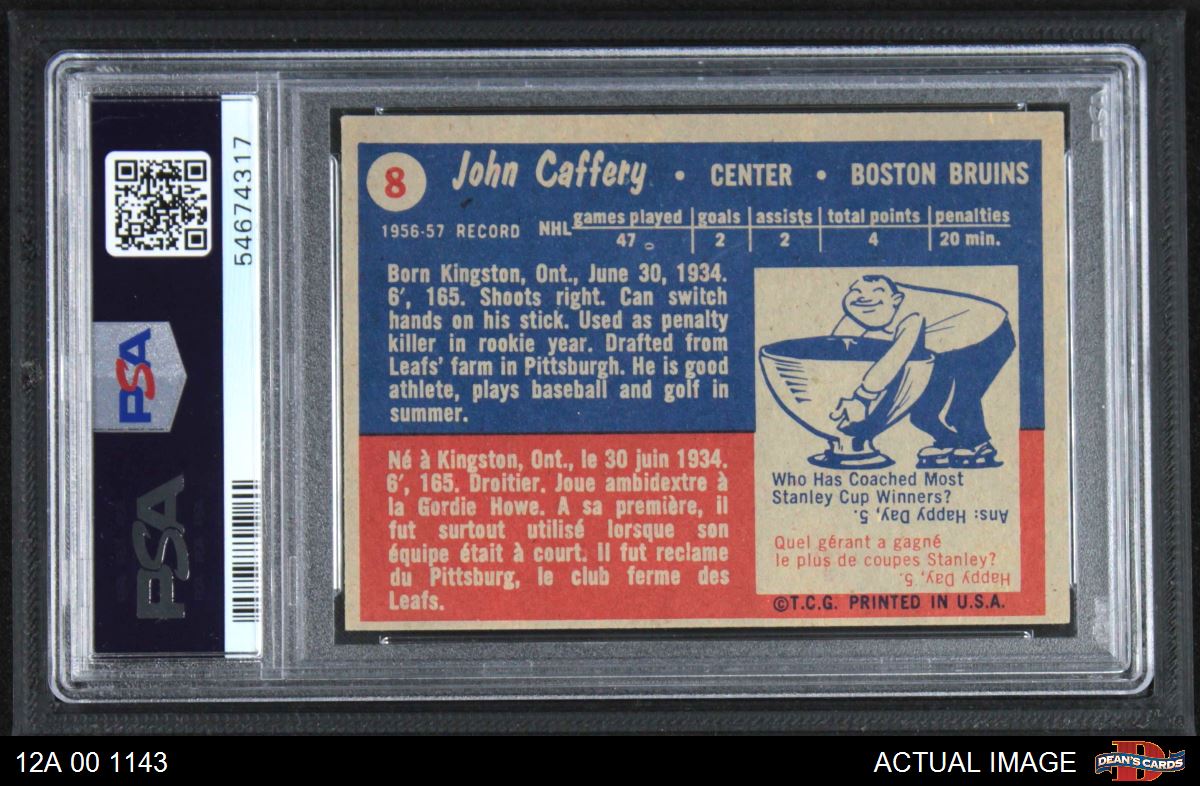 54674317
PSA
PSA
8 John Caffery • CENTER • BOSTON BRUINS
1956-57 RECORD NHL games played goals assists total points penalties
47 2 2 4 20 min.
Born Kingston, Ont., June 30, 1934.
6', 165. Shoots right. Can switch
hands on his stick. Used as penalty
killer in rookie year. Drafted from
Leafs' farm in Pittsburgh. He is good
athlete, plays baseball and golf in
summer.
Né à Kingston, Ont., le 30 juin 1934.
6', 165. Droitier. Joue ambidextre à
la Gordie Howe. A sa première, il
fut surtout utilisé lorsque son
équipe était à court. Il fut reclame
du Pittsburg, le club ferme des
Leafs.
Who Has Coached Most
Stanley Cup Winners?
Ans: Happy Day, 5.
Quel gérant a gagné
le plus de coupes Stanley?
Happy Day, 5.
©T.C.G. PRINTED IN U.S.A.
12A 00 1143
ACTUAL IMAGE
D
DEAN'S CARDS